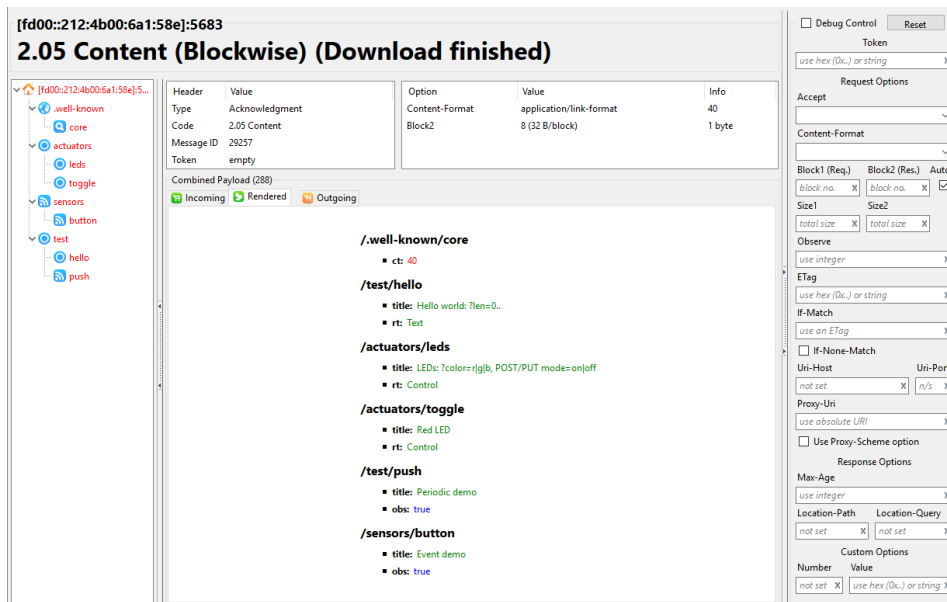 [fd00::212:4b00:6a1:58e]:5683
2.05 Content (Blockwise) (Download finished)
[fd00::212:4b00:6a1:58e]:5...
.well-known
core
actuators
leds
toggle
sensors
button
test
hello
push
Header Value
Type Acknowledgment
Code 2.05 Content
Message ID 29257
Token empty
Option Value Info
Content-Format application/link-format 40
Block2 8 (32 B/block) 1 byte
Combined Payload (288)
Incoming Rendered Outgoing
/.well-known/core
ct: 40
/test/hello
title: Hello world: ?len=0..
rt: Text
/actuators/leds
title: LEDs: ?color=r|g|b, POST/PUT mode=on|off
rt: Control
/actuators/toggle
title: Red LED
rt: Control
/test/push
title: Periodic demo
obs: true
/sensors/button
title: Event demo
obs: true
Debug Control Reset
Token
use hex (0x..) or string
Request Options
Accept
Content-Format
Block1 (Req.) Block2 (Res.) Auto
block no. x block no. x
Size1 Size2
total size x total size x
Observe
use integer
ETag
use hex (0x..) or string
If-Match
use an ETag
If-None-Match
Uri-Host Uri-Por
not set x n/s
Proxy-Uri
use absolute URI
Use Proxy-Scheme option
Response Options
Max-Age
use integer
Location-Path Location-Query
not set x not set x
Custom Options
Number Value
not set x use hex (0x..) or string